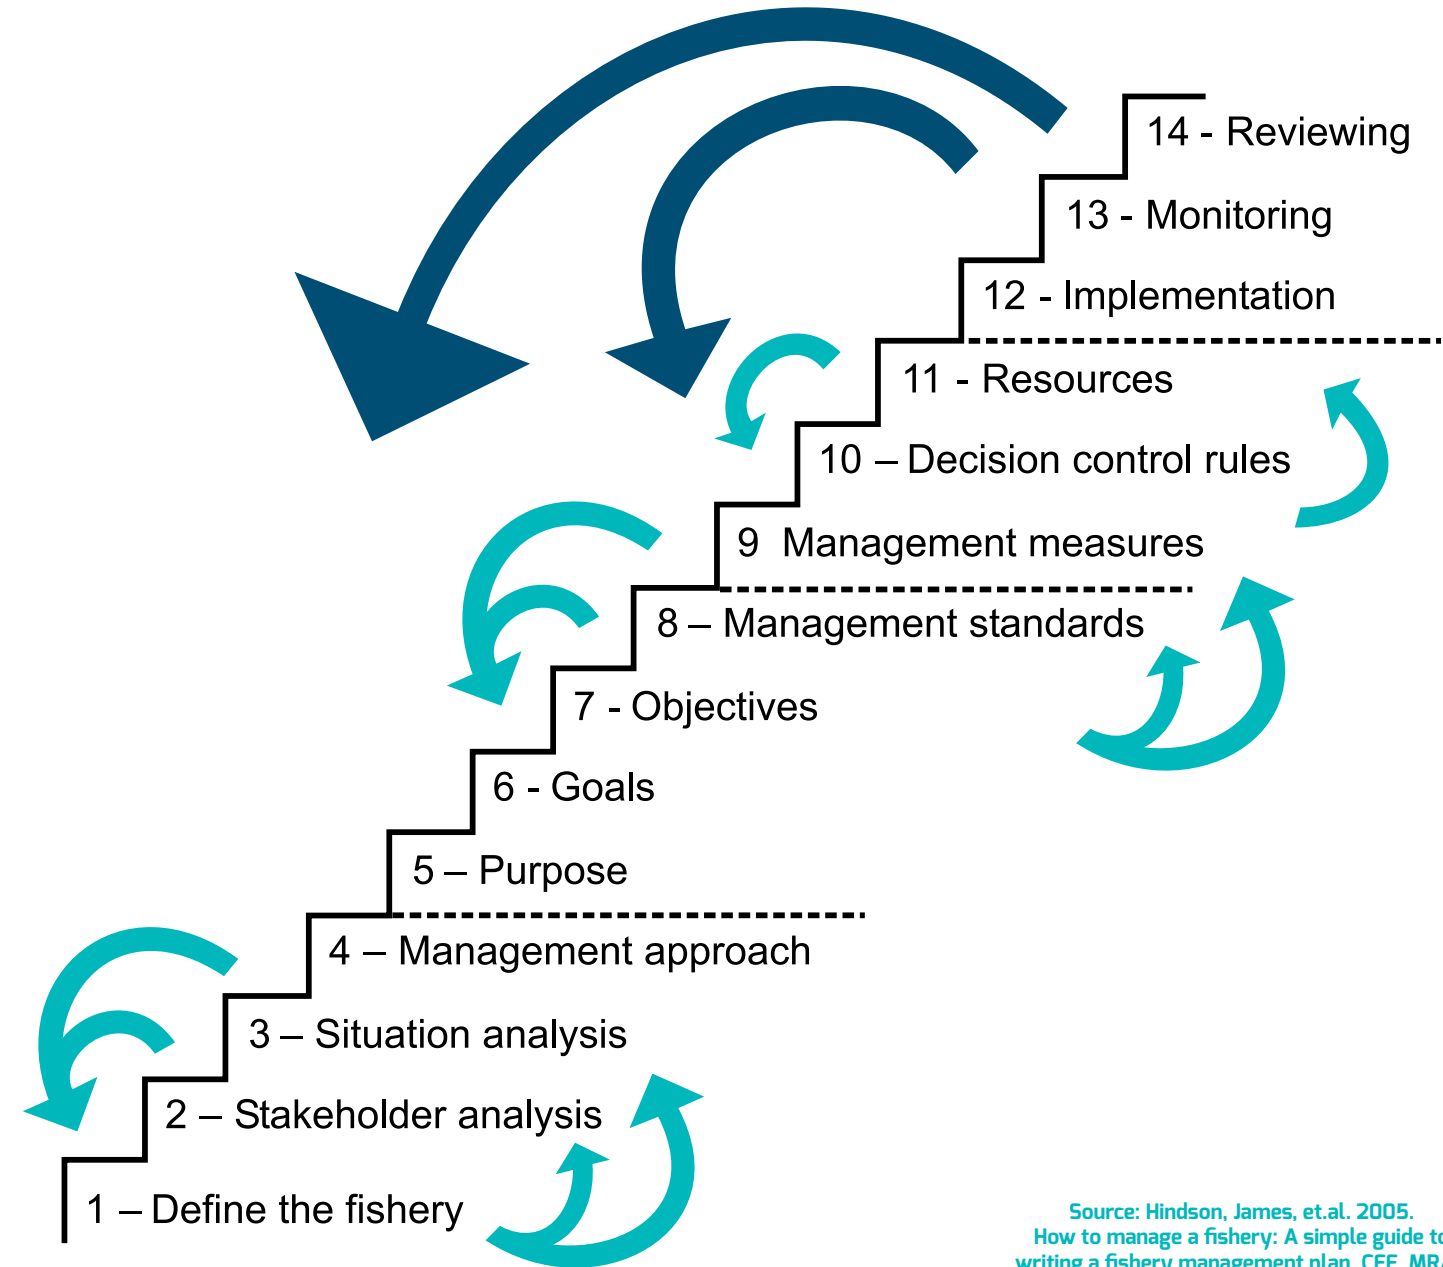 14 - Reviewing
13 - Monitoring
12 - Implementation
11 - Resources
10 – Decision control rules
9 Management measures
8 – Management standards
7 - Objectives
6 - Goals
5 – Purpose
4 – Management approach
3 – Situation analysis
2 – Stakeholder analysis
1 – Define the fishery
Source: Hindson, James, et.al. 2005.
How to manage a fishery: A simple guide to
writing a fishery management plan. CEE,